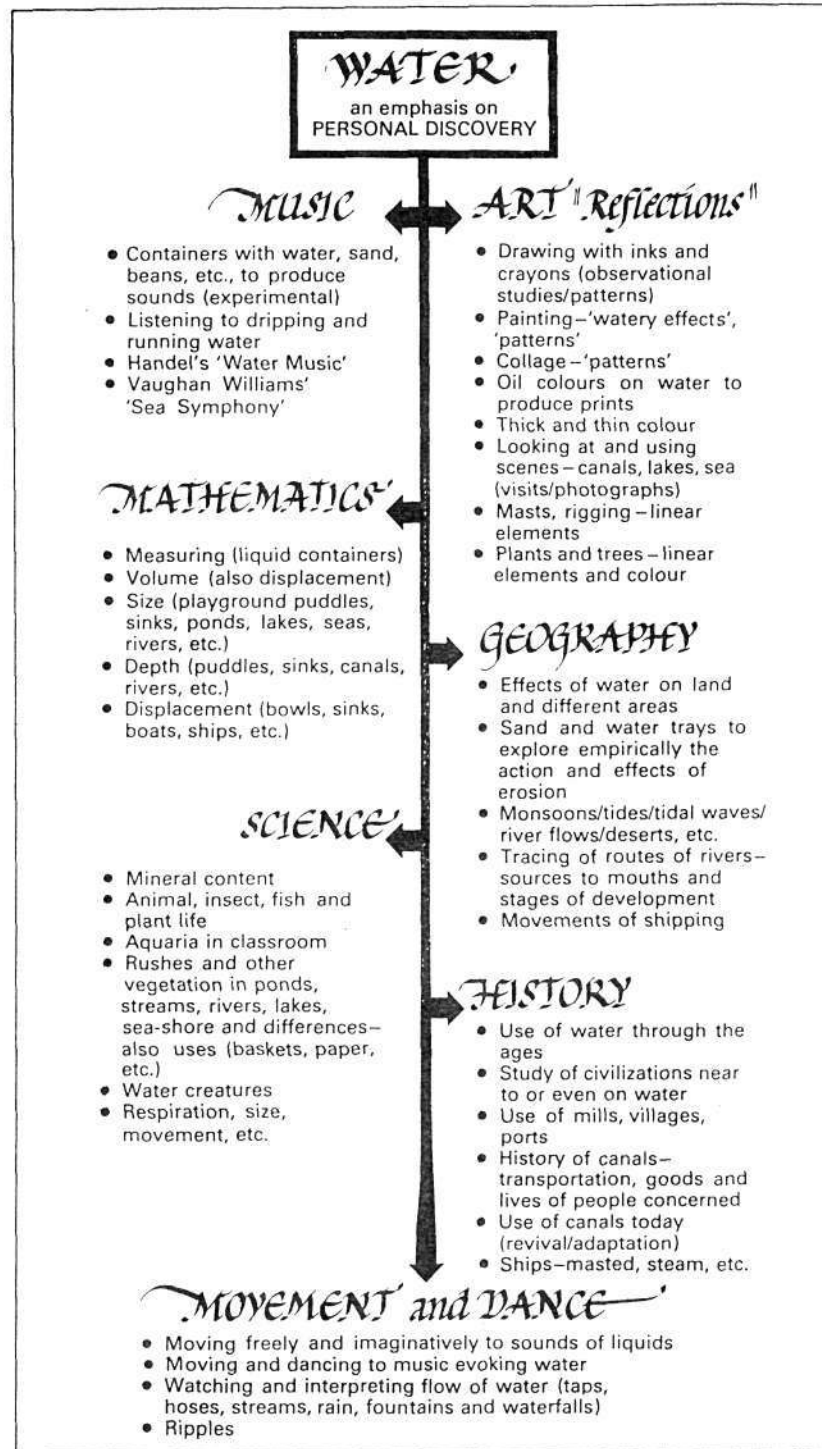 WATER
an emphasis on
PERSONAL DISCOVERY
MUSIC
• Containers with water, sand,
beans, etc., to produce
sounds (experimental)
• Listening to dripping and
running water
• Handel's 'Water Music'
• Vaughan Williams'
'Sea Symphony'
ART "Reflections"
• Drawing with inks and
crayons (observational
studies/patterns)
• Painting–'watery effects',
'patterns'
• Collage–'patterns'
• Oil colours on water to
produce prints
• Thick and thin colour
• Looking at and using
scenes–canals, lakes, sea
(visits/photographs)
• Masts, rigging–linear
elements
• Plants and trees–linear
elements and colour
MATHEMATICS
• Measuring (liquid containers)
• Volume (also displacement)
• Size (playground puddles,
sinks, ponds, lakes, seas,
rivers, etc.)
• Depth (puddles, sinks, canals,
rivers, etc.)
• Displacement (bowls, sinks,
boats, ships, etc.)
GEOGRAPHY
• Effects of water on land
and different areas
• Sand and water trays to
explore empirically the
action and effects of
erosion
• Monsoons/tides/tidal waves/
river flows/deserts, etc.
• Tracing of routes of rivers–
sources to mouths and
stages of development
• Movements of shipping
SCIENCE
• Mineral content
• Animal, insect, fish and
plant life
• Aquaria in classroom
• Rushes and other
vegetation in ponds,
streams, rivers, lakes,
sea-shore and differences–
also uses (baskets, paper,
etc.)
• Water creatures
• Respiration, size,
movement, etc.
HISTORY
• Use of water through the
ages
• Study of civilizations near
to or even on water
• Use of mills, villages,
ports
• History of canals–
transportation, goods and
lives of people concerned
• Use of canals today
(revival/adaptation)
• Ships–masted, steam, etc.
MOVEMENT and DANCE
• Moving freely and imaginatively to sounds of liquids
• Moving and dancing to music evoking water
• Watching and interpreting flow of water (taps,
hoses, streams, rain, fountains and waterfalls)
• Ripples